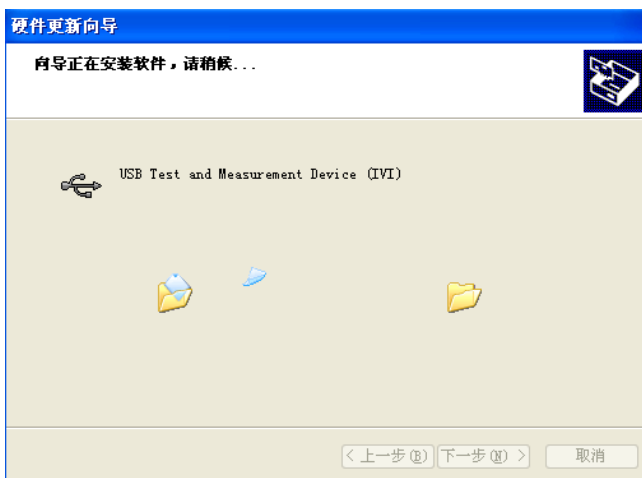 硬件更新向导
向导正在安装软件，请稍候...
USB Test and Measurement Device (IVI)
< 上一步(B) 下一步(N) > 取消